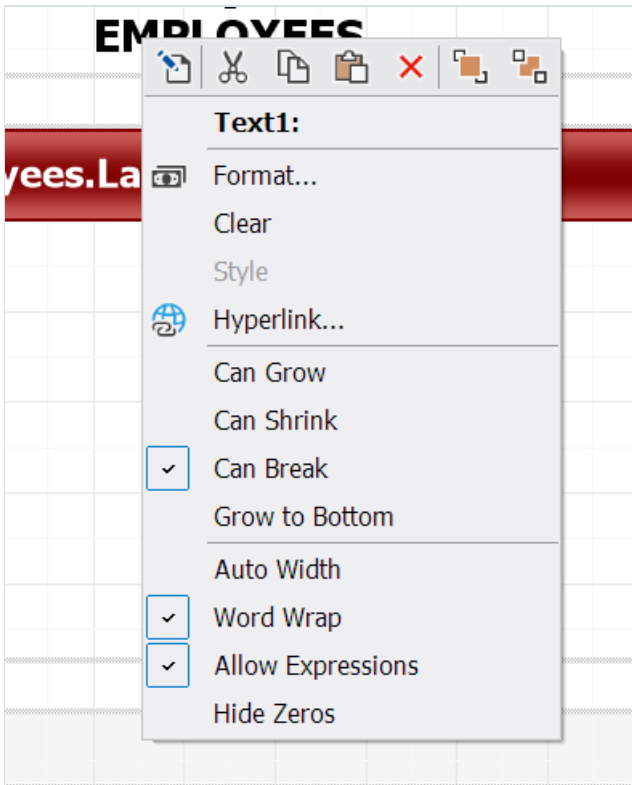 EMPLOYEES
Text1:
yees.La
Format...
Clear
Style
Hyperlink...
Can Grow
Can Shrink
Can Break
Grow to Bottom
Auto Width
Word Wrap
Allow Expressions
Hide Zeros